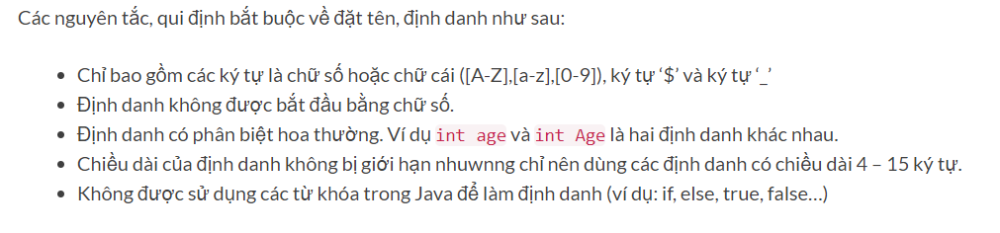 Các nguyên tắc, qui định bắt buộc về đặt tên, định danh như sau:
• Chỉ bao gồm các ký tự là chữ số hoặc chữ cái ([A-Z],[a-z],[0-9]), ký tự ‘$’ và ký tự ‘_’
• Định danh không được bắt đầu bằng chữ số.
• Định danh có phân biệt hoa thường. Ví dụ int age và int Age là hai định danh khác nhau.
• Chiều dài của định danh không bị giới hạn nhuwnng chỉ nên dùng các định danh có chiều dài 4 – 15 ký tự.
• Không được sử dụng các từ khóa trong Java để làm định danh (ví dụ: if, else, true, false…)